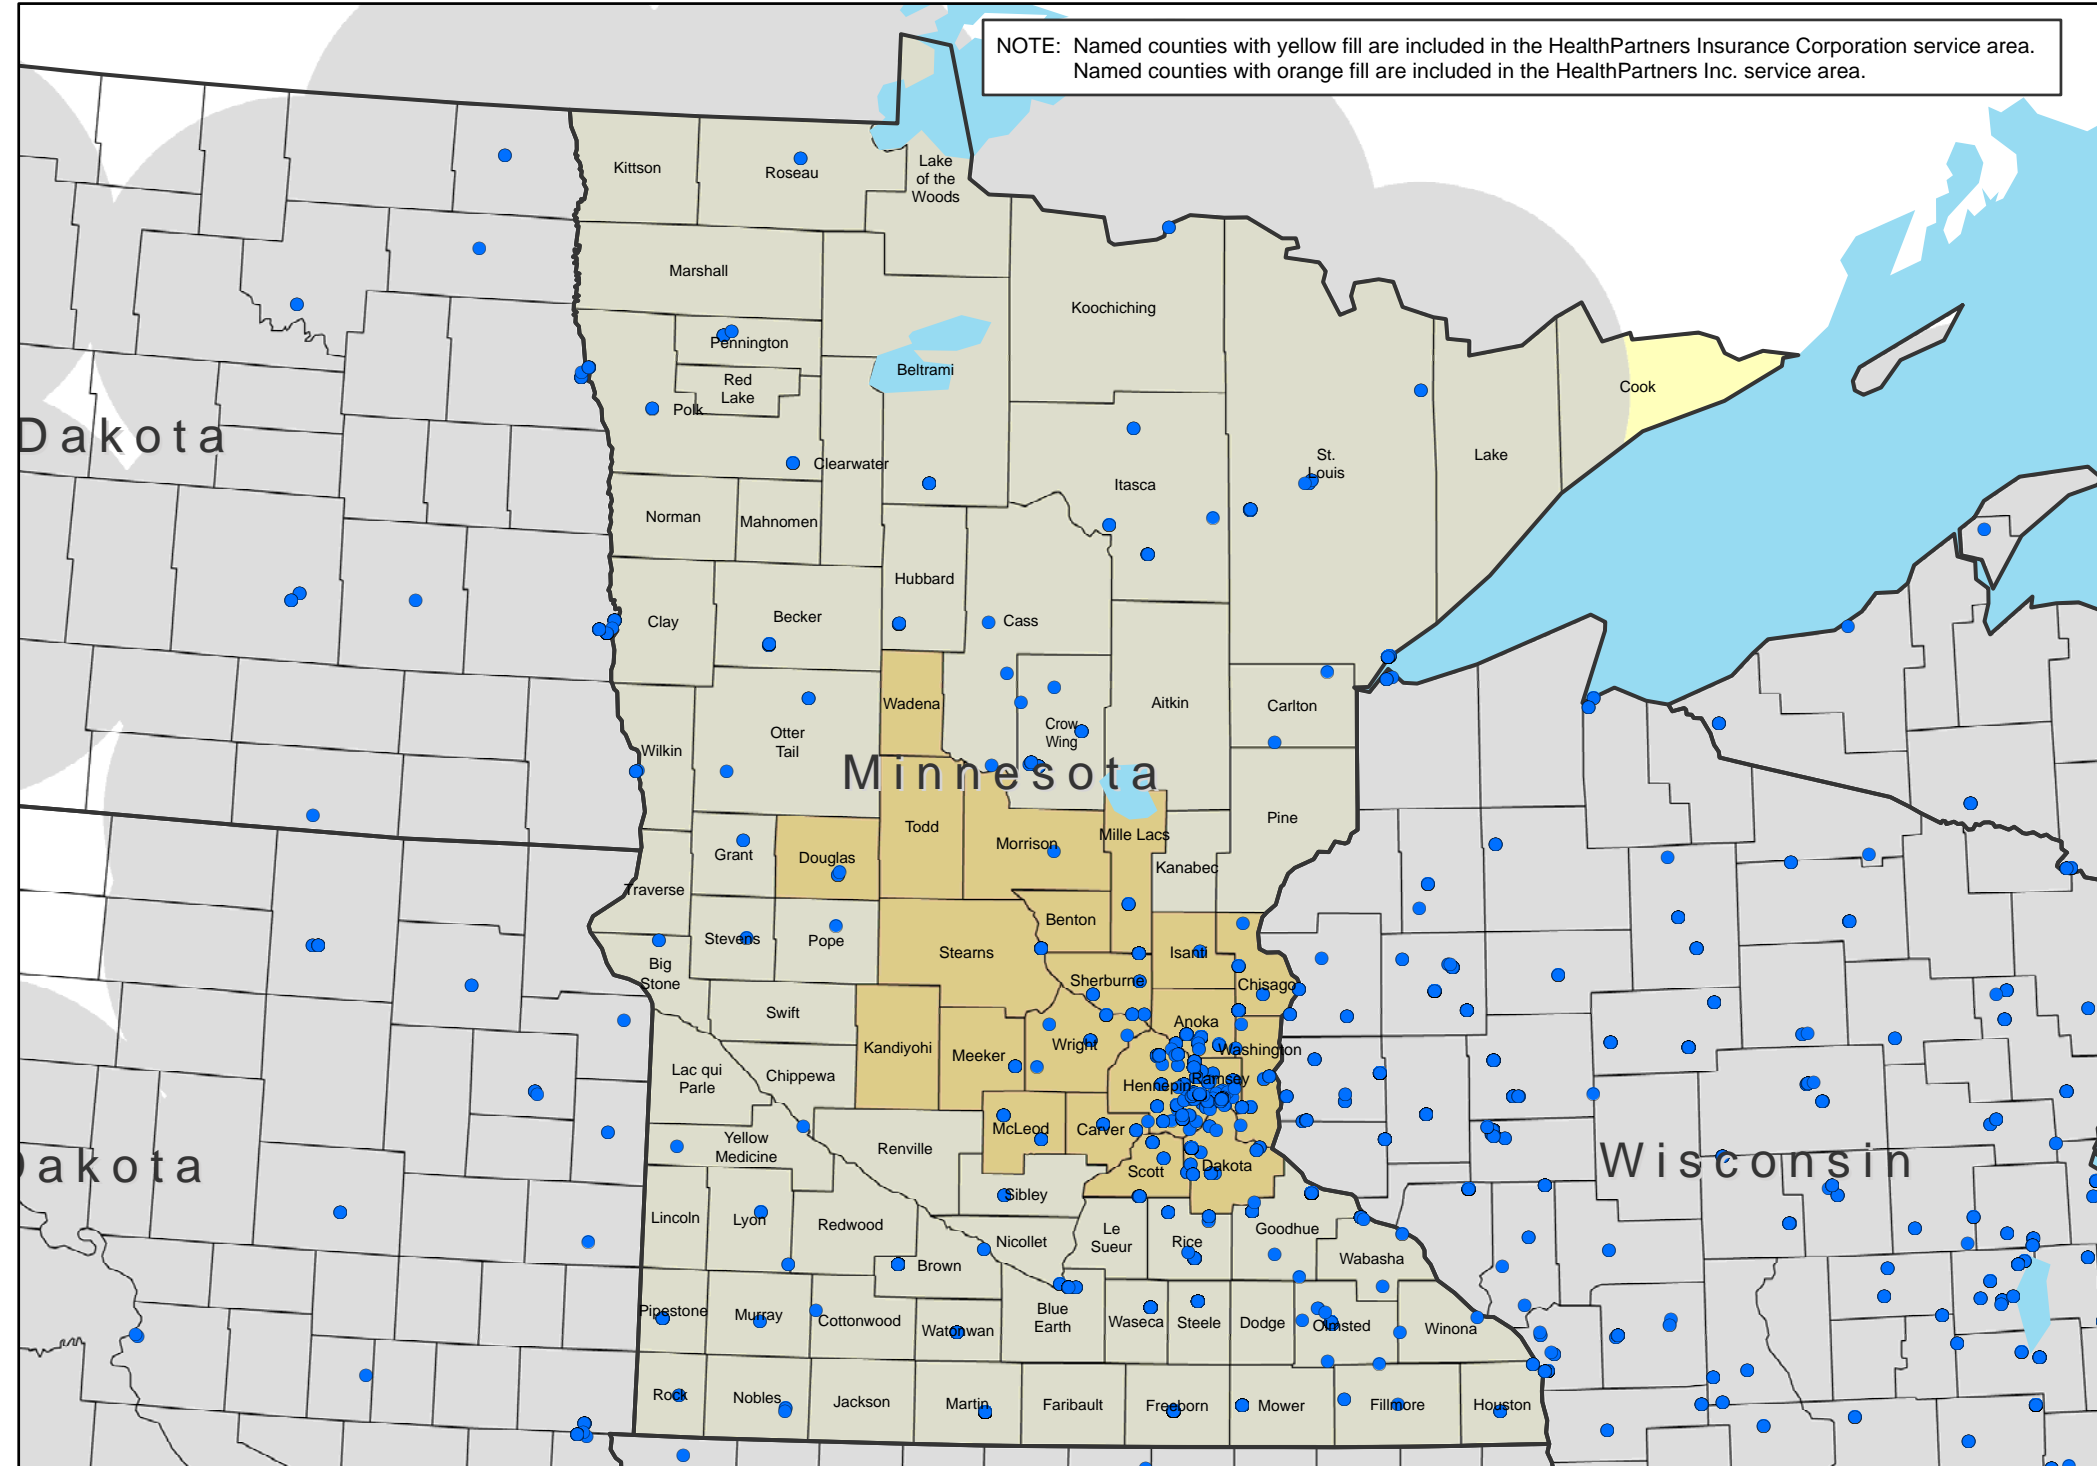 NOTE: Named counties with yellow fill are included in the HealthPartners Insurance Corporation service area.
Named counties with orange fill are included in the HealthPartners Inc. service area.
Kittson
Roseau
Lake
of the
Woods
Marshall
Koochiching
Pennington
Red
Lake
Beltrami
Cook
Polk
Dakota
Clearwater
St.
Louis
Lake
Itasca
Norman
Mahnomen
Hubbard
Clay
Becker
Cass
Wadena
Aitkin
Carlton
Otter
Tail
Crow
Wing
Wilkin
Minnesota
Todd
Morrison
Mille Lacs
Pine
Grant
Douglas
Kanabec
Traverse
Benton
Stevens
Pope
Stearns
Isanti
Big
Stone
Sherburne
Chisago
Swift
Anoka
Kandiyohi
Meeker
Wright
Washington
Lac qui
Parle
Chippewa
Hennepin
Ramsey
McLeod
Carver
Yellow
Medicine
Renville
Scott
Dakota
Dakota
Wisconsin
Sibley
Lincoln
Lyon
Redwood
Nicollet
Le
Sueur
Rice
Goodhue
Brown
Wabasha
Pipestone
Murray
Cottonwood
Watonwan
Blue
Earth
Waseca
Steele
Dodge
Olmsted
Winona
Rock
Nobles
Jackson
Martin
Faribault
Freeborn
Mower
Fillmore
Houston